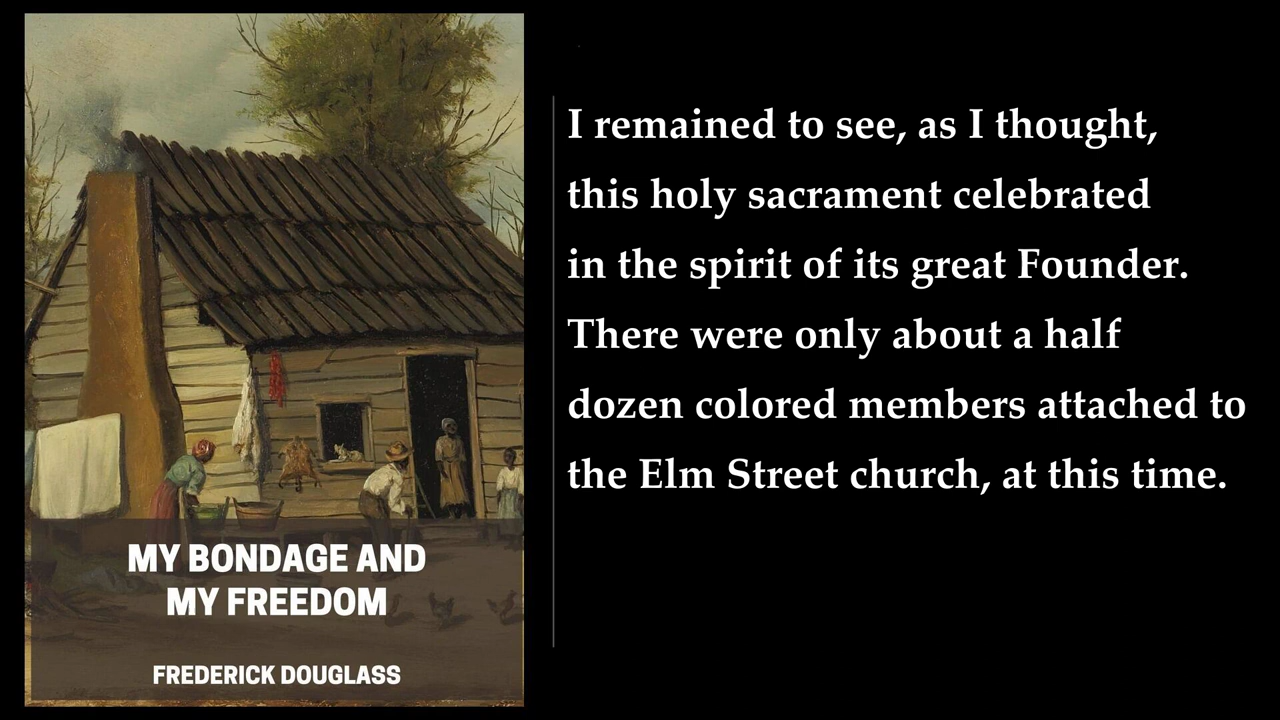 MY BONDAGE AND
MY FREEDOM
FREDERICK DOUGLASS
I remained to see, as I thought,
this holy sacrament celebrated
in the spirit of its great Founder.
There were only about a half
dozen colored members attached to
the Elm Street church, at this time.